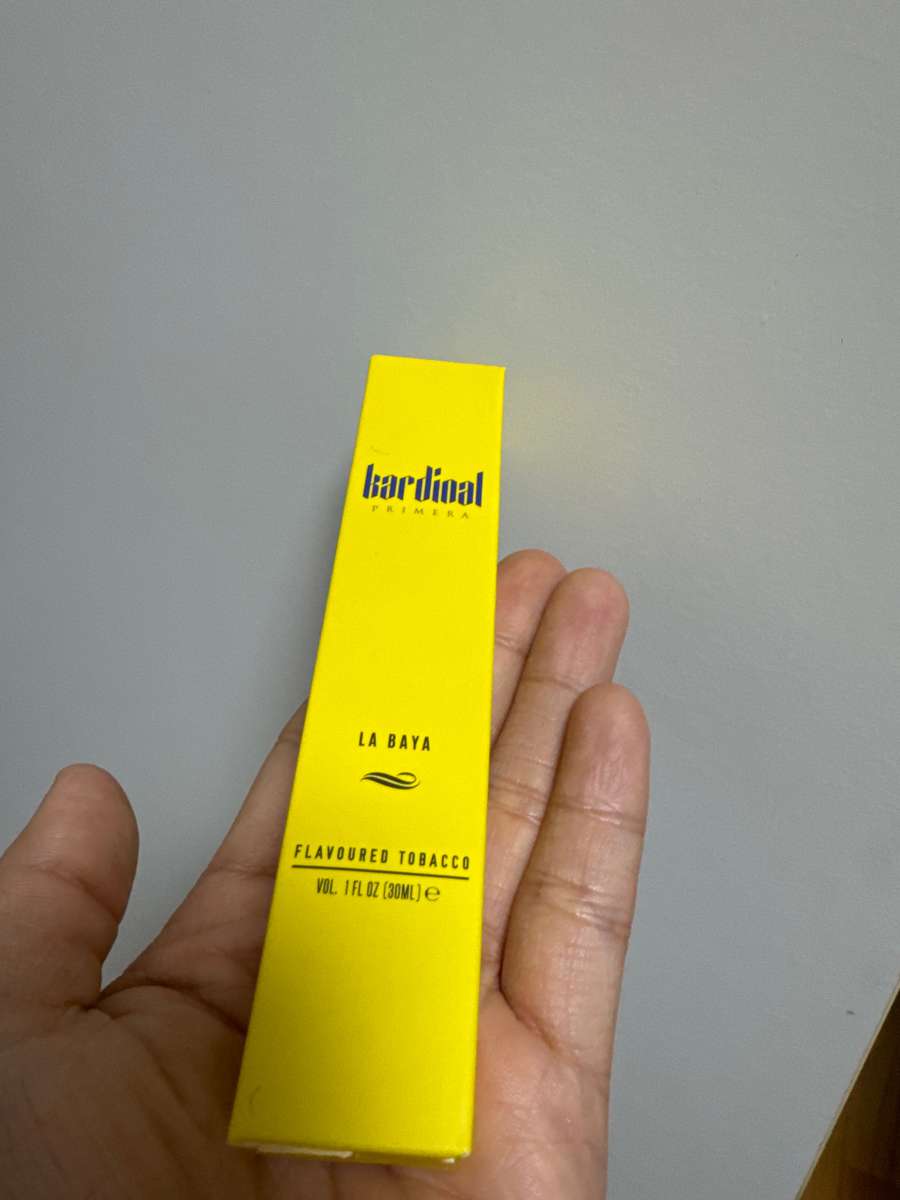 kardinal
PRIMERA
LA BAYA
FLAVOURED TOBACCO
VOL. 1 FL OZ (30ML) ℮